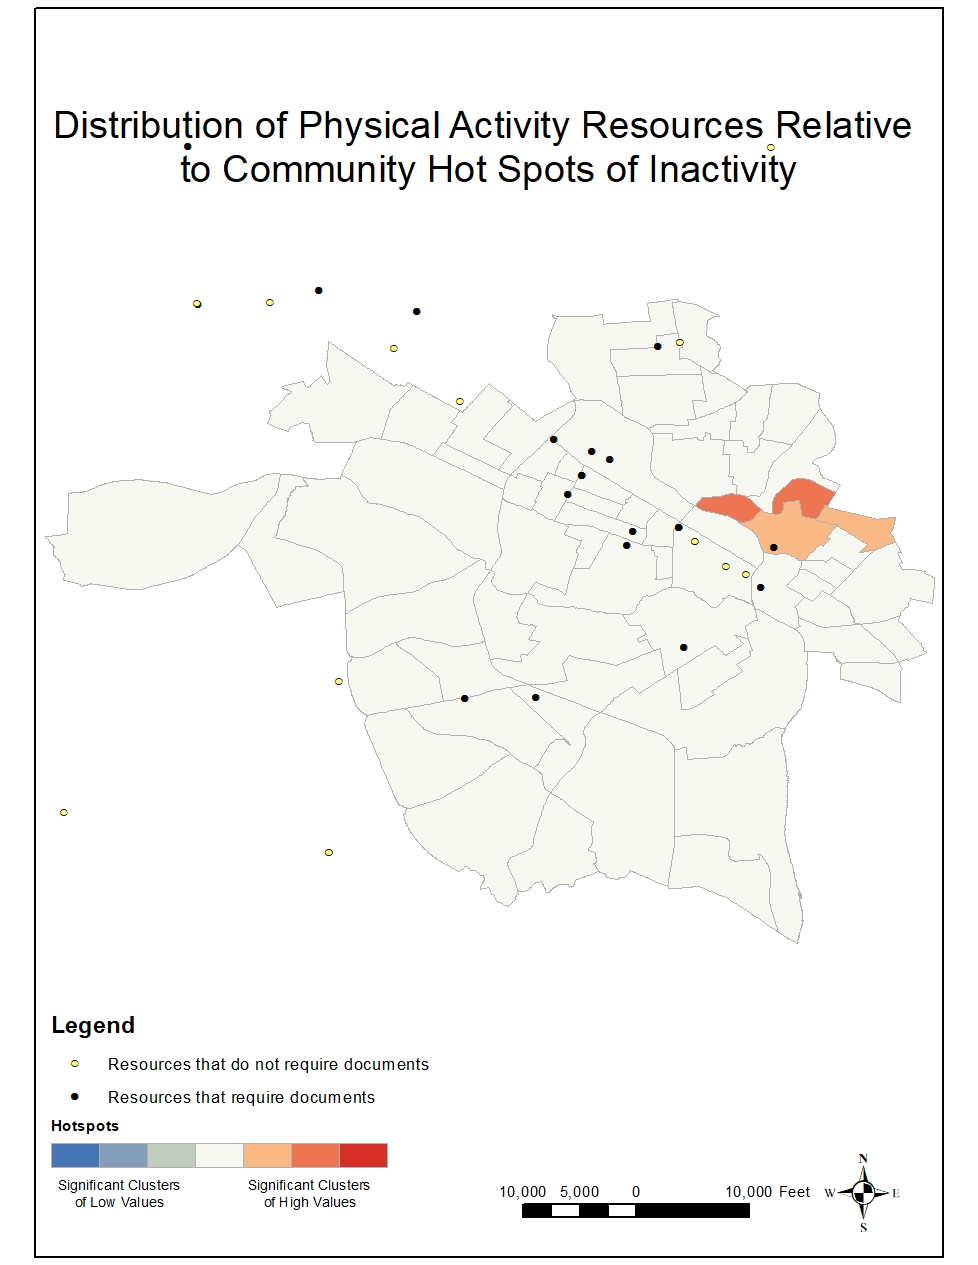 Distribution of Physical Activity Resources Relative
to Community Hot Spots of Inactivity
Legend
Resources that do not require documents
Resources that require documents
Hotspots
Significant Clusters
of Low Values
Significant Clusters
of High Values
10,000 5,000 0 10,000 Feet
N
W E
S